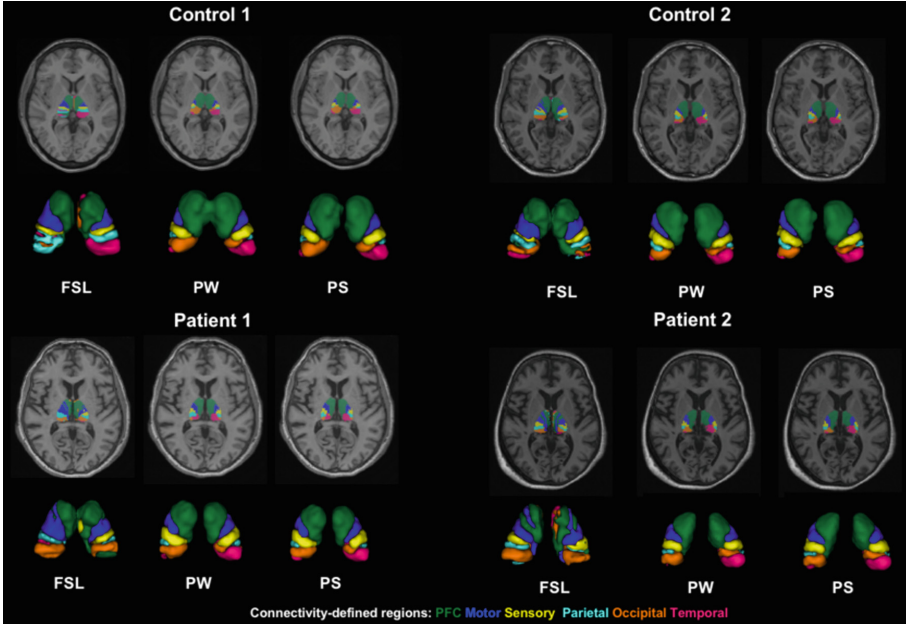 Control 1
Control 2
FSL PW PS
FSL PW PS
Patient 1
Patient 2
FSL PW PS
FSL PW PS
Connectivity-defined regions: PFC Motor Sensory Parietal Occipital Temporal